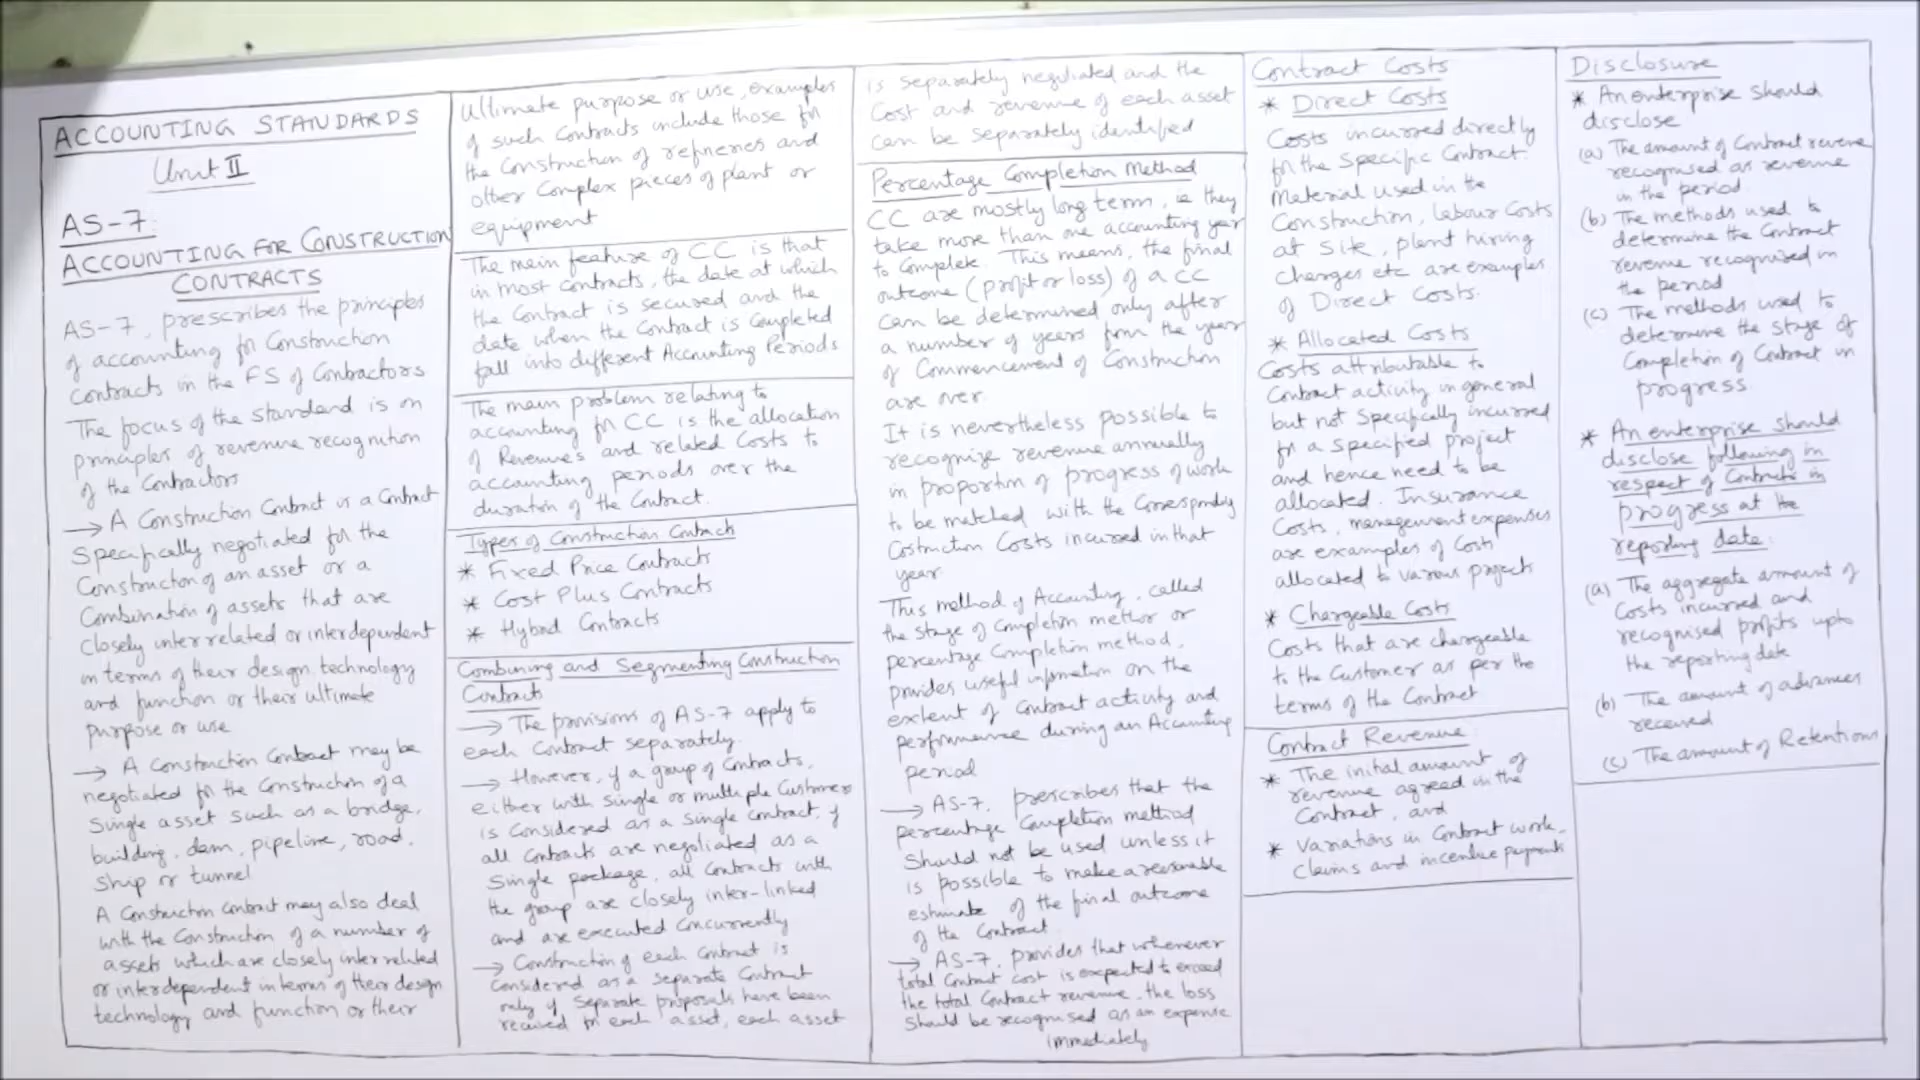 ACCOUNTING STANDARDS
Unit II
AS-7:
ACCOUNTING FOR CONSTRUCTION
CONTRACTS
AS-7, prescribes the principles
of accounting for Construction
contracts in the FS of Contractors
The focus of the standard is on
principles of revenue recognition
of the Contractors
→ A Construction Contract is a Contract
Specifically negotiated for the
Construction of an asset or a
Combination of assets that are
closely inter related or interdependent
in terms of their design, technology
and function or their ultimate
purpose or use
→ A Construction Contract may be
negotiated for the Construction of a
Single asset such as a bridge,
building, dam, pipeline, road,
Ship or tunnel
A Construction Contract may also deal
with the Construction of a number of
assets which are closely inter related
or interdependent in terms of their design
technology and function or their
Ultimate purpose or use, examples
of such Contracts include those for
the Construction of refineries and
other Complex pieces of plant or
equipment
The main feature of CC is that
in most contracts, the date at which
the Contract is secured and the
date when the Contract is Completed
fall into different Accounting Periods
The main problem relating to
accounting for CC is the allocation
of Revenues and related Costs to
accounting periods over the
duration of the Contract.
Types of Construction Contracts
* Fixed Price Contracts
* Cost Plus Contracts
* Hybrid Contracts
Combining and Segmenting Construction
Contracts
→ The provisions of AS-7 apply to
each Contract separately.
→ However, if a group of Contracts,
either with Single or multiple Customers
is Considered as a Single contract, if
all Contracts are negotiated as a
Single package, all Contracts with
the group are closely inter-linked
and are executed Concurrently
→ Construction of each Contract is
Considered as a separate Contract
only if Separate proposals have been
received for each asset, each asset
is separately negotiated and the
Cost and revenue of each asset
can be separately identified
Percentage Completion Method
CC are mostly long term, ie they
take more than one accounting year
to Complete. This means, the final
outcome (profit or loss) of a CC
can be determined only after
a number of years from the year
of Commencement of Construction
are over.
It is nevertheless possible to
recognize revenue annually
in proportion of progress of work
to be matched with the Corresponding
Costruction Costs incurred in that
year
This method of Accounting, called
the stage of Completion method or
percentage Completion method,
provides useful information on the
extent of Contract activity and
performance during an Accounting
period
→ AS-7, prescribes that the
percentage Completion method
Should not be used unless it
is possible to make a reasonable
estimate of the final outcome
of the Contract
→ AS-7, provides that whenever
total Contract Cost is expected to exceed
the total Contract revenue, the loss
Should be recognised as an expense
immediately
Contract Costs
* Direct Costs
Costs incurred directly
for the Specific Contract.
Material used in the
Construction, labour Costs
at Site, plant hiring
charges etc are examples
of Direct Costs.
* Allocated Costs
Costs attributable to
Contract activity in general
but not Specifically incurred
for a specified project
and hence need to be
allocated. Insurance
Costs, management expenses
are examples of Costs
allocated to various projects
* Chargeable Costs
Costs that are chargeable
to the Customer as per the
terms of the Contract
Contract Revenue
* The initial amount of
revenue agreed in the
Contract, and
* Variations in Contract work,
Claims and incentive payments
Disclosure
* An enterprise should
disclose
(a) The amount of Contract revenue
recognised as revenue
in the period
(b) The methods used to
determine the Contract
revenue recognized in
the period
(c) The methods used to
determine the stage of
Completion of Contract in
progress
* An enterprise should
disclose following in
respect of Contracts in
progress at the
reporting date:
(a) The aggregate amount of
Costs incurred and
recognised profits upto
the reporting date
(b) The amount of advances
received
(c) The amount of Retentions